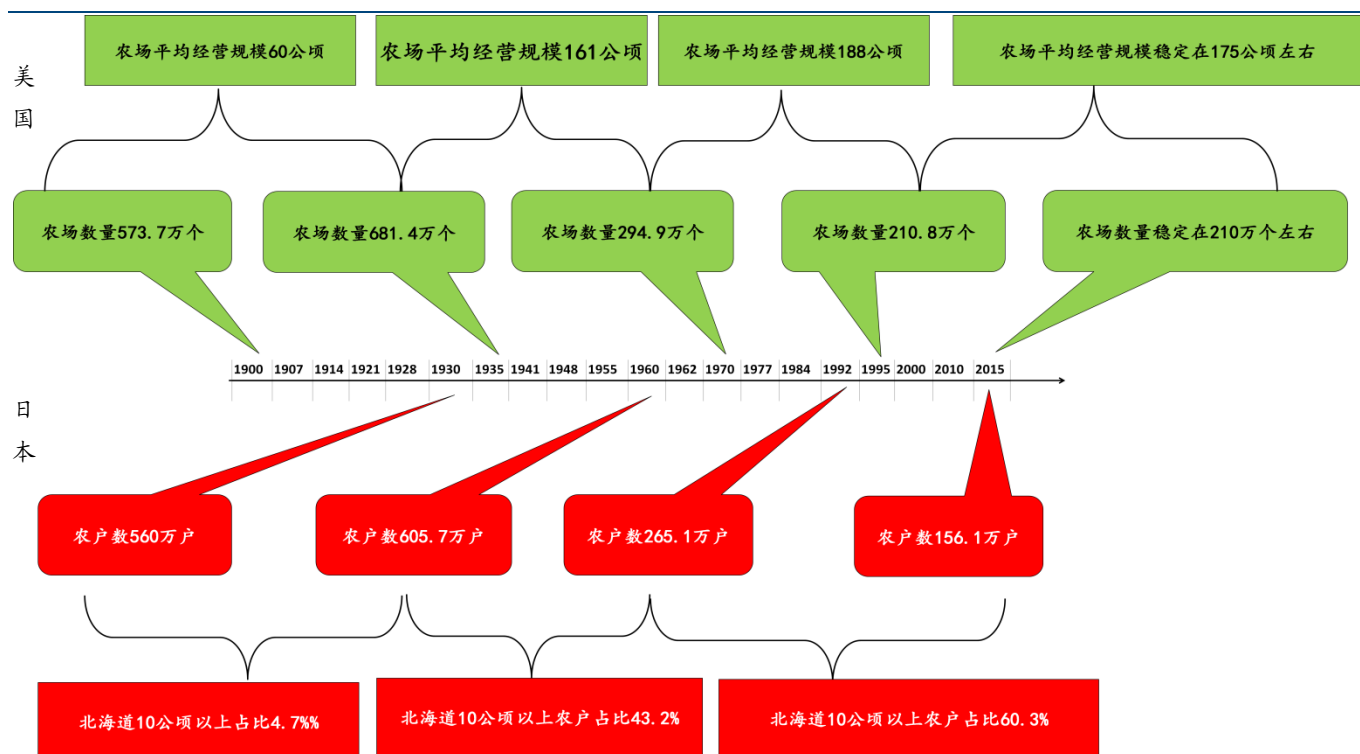 农场平均经营规模60公顷
农场平均经营规模161公顷
农场平均经营规模188公顷
农场平均经营规模稳定在175公顷左右
美
国
农场数量573.7万个
农场数量681.4万个
农场数量294.9万个
农场数量210.8万个
农场数量稳定在210万个左右
1900 1907 1914 1921 1928 1930 1935 1941 1948 1955 1960 1962 1970 1977 1984 1992 1995 2000 2010 2015
日
本
农户数560万户
农户数605.7万户
农户数265.1万户
农户数156.1万户
北海道10公顷以上占比4.7%%
北海道10公顷以上农户占比43.2%
北海道10公顷以上农户占比60.3%